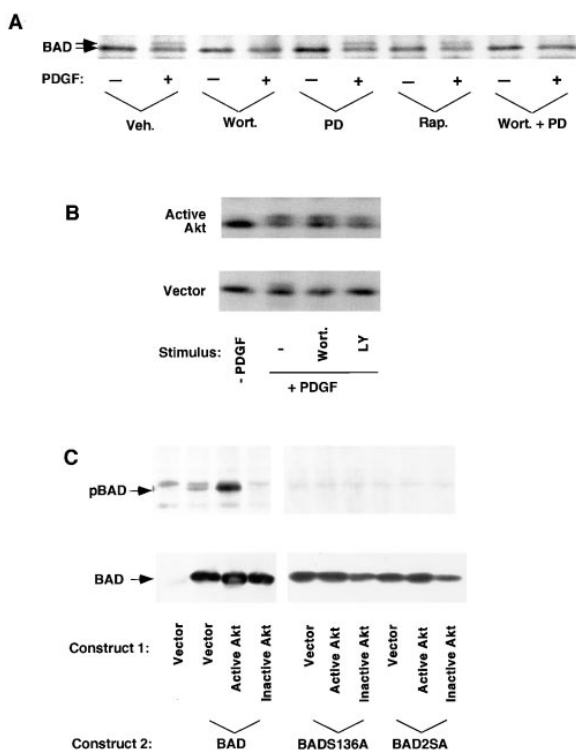 A
BAD
PDGF: – + – + – + – + – +
Veh. Wort. PD Rap. Wort. + PD
B
Active
Akt
Vector
Stimulus: - PDGF - Wort. LY
+ PDGF
C
pBAD
BAD
Construct 1: Vector Vector Active Akt Inactive Akt Vector Active Akt Inactive Akt Vector Active Akt Inactive Akt
Construct 2: BAD BADS136A BAD2SA